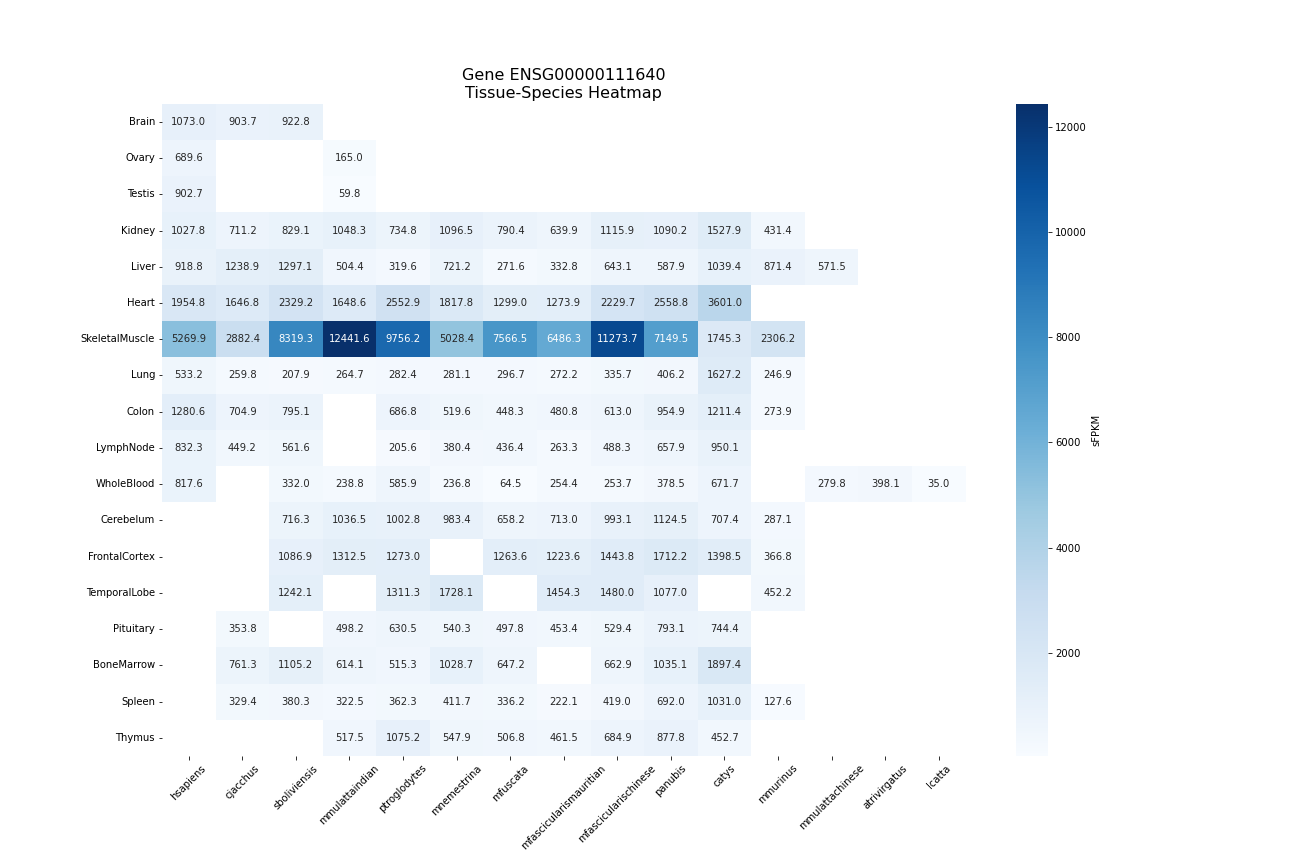 Gene ENSG00000111640
Tissue-Species Heatmap
Brain 1073.0 903.7 922.8
Ovary 689.6 165.0
Testis 902.7 59.8
Kidney 1027.8 711.2 829.1 1048.3 734.8 1096.5 790.4 639.9 1115.9 1090.2 1527.9 431.4
Liver 918.8 1238.9 1297.1 504.4 319.6 721.2 271.6 332.8 643.1 587.9 1039.4 871.4 571.5
Heart 1954.8 1646.8 2329.2 1648.6 2552.9 1817.8 1299.0 1273.9 2229.7 2558.8 3601.0
SkeletalMuscle 5269.9 2882.4 8319.3 12441.6 9756.2 5028.4 7566.5 6486.3 11273.7 7149.5 1745.3 2306.2
Lung 533.2 259.8 207.9 264.7 282.4 281.1 296.7 272.2 335.7 406.2 1627.2 246.9
Colon 1280.6 704.9 795.1 686.8 519.6 448.3 480.8 613.0 954.9 1211.4 273.9
LymphNode 832.3 449.2 561.6 205.6 380.4 436.4 263.3 488.3 657.9 950.1
WholeBlood 817.6 332.0 238.8 585.9 236.8 64.5 254.4 253.7 378.5 671.7 279.8 398.1 35.0
Cerebelum 716.3 1036.5 1002.8 983.4 658.2 713.0 993.1 1124.5 707.4 287.1
FrontalCortex 1086.9 1312.5 1273.0 1263.6 1223.6 1443.8 1712.2 1398.5 366.8
TemporalLobe 1242.1 1311.3 1728.1 1454.3 1480.0 1077.0 452.2
Pituitary 353.8 498.2 630.5 540.3 497.8 453.4 529.4 793.1 744.4
BoneMarrow 761.3 1105.2 614.1 515.3 1028.7 647.2 662.9 1035.1 1897.4
Spleen 329.4 380.3 322.5 362.3 411.7 336.2 222.1 419.0 692.0 1031.0 127.6
Thymus 517.5 1075.2 547.9 506.8 461.5 684.9 877.8 452.7
hsapiens cjacchus sboliviensis mmulattaindian ptroglodytes mnemestrina mfuscata mfascicularismauritian mfascicularischinese panubis catys mmurinus mmulattachinese atrivirgatus lcatta
12000
10000
8000
6000
4000
2000
sFPKM